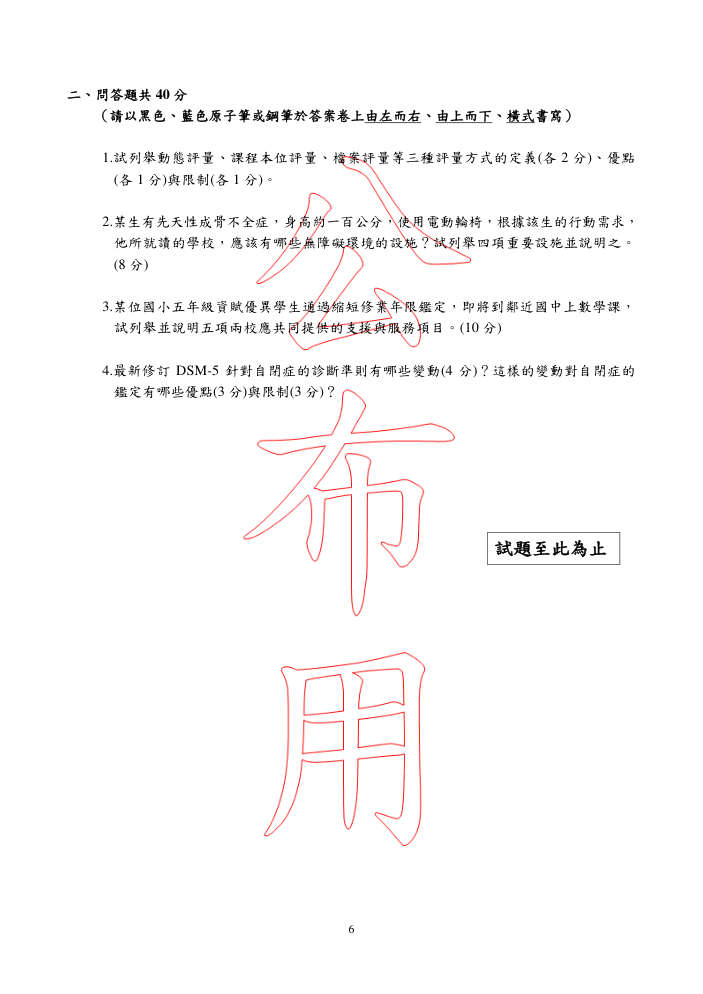 二、問答題共 40 分
（請以黑色、藍色原子筆或鋼筆於答案卷上由左而右、由上而下、橫式書寫）
1.試列舉動態評量、課程本位評量、檔案評量等三種評量方式的定義(各 2 分)、優點
(各 1 分)與限制(各 1 分)。
2.某生有先天性成骨不全症，身高約一百公分，使用電動輪椅，根據該生的行動需求，
他所就讀的學校，應該有哪些無障礙環境的設施？試列舉四項重要設施並說明之。
(8 分)
3.某位國小五年級資賦優異學生通過縮短修業年限鑑定，即將到鄰近國中上數學課，
試列舉並說明五項兩校應共同提供的支援與服務項目。(10 分)
4.最新修訂 DSM-5 針對自閉症的診斷準則有哪些變動(4 分)？這樣的變動對自閉症的
鑑定有哪些優點(3 分)與限制(3 分)？
試題至此為止
公布用
6